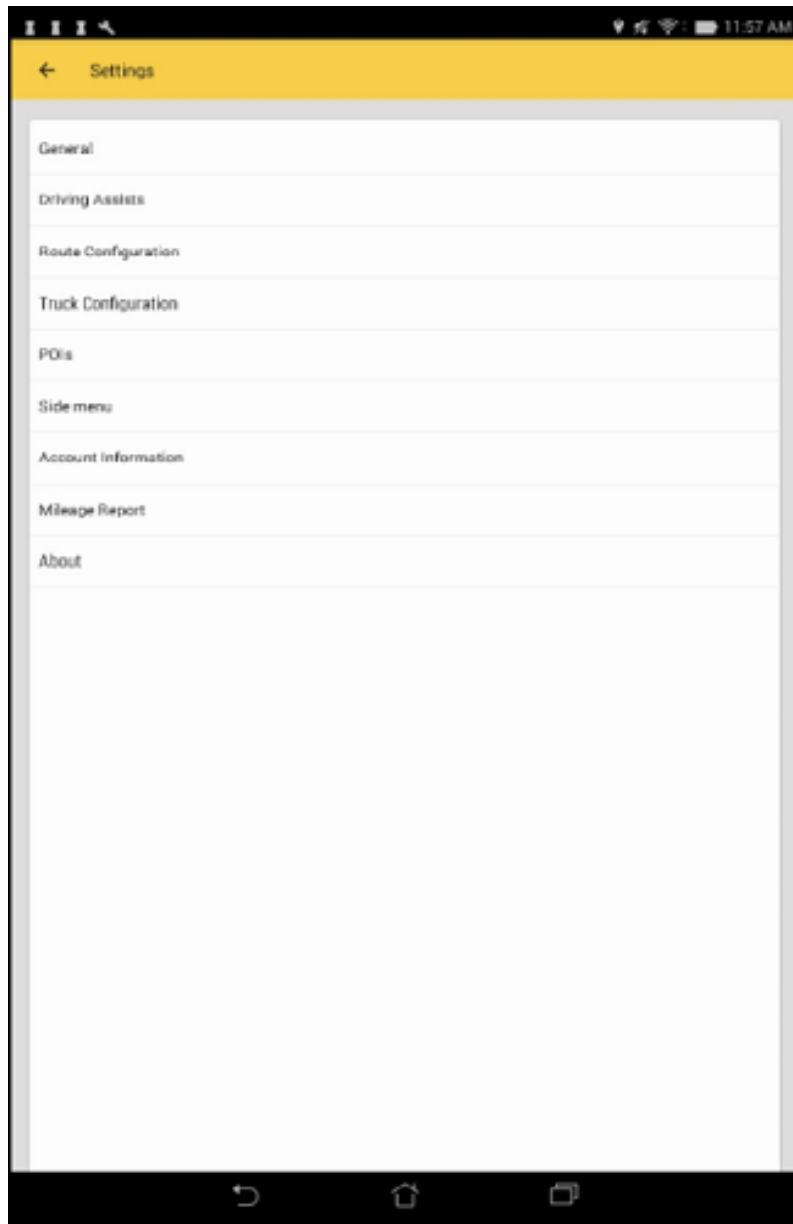 11:57 AM
Settings
General
Driving Assists
Route Configuration
Truck Configuration
POIs
Side menu
Account Information
Mileage Report
About